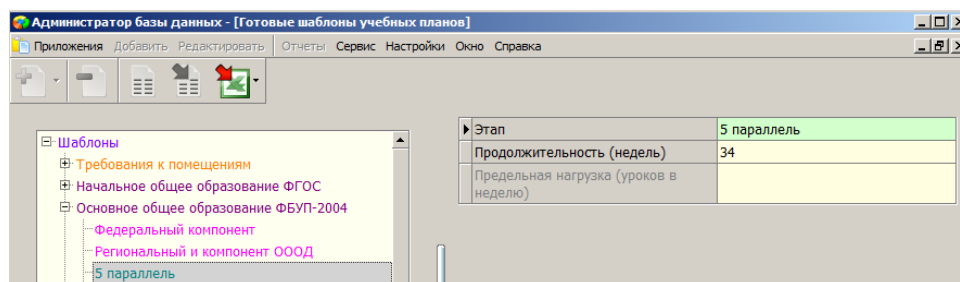 Администратор базы данных - [Готовые шаблоны учебных планов]
Приложения Добавить Редактировать Отчеты Сервис Настройки Окно Справка
Шаблоны
Требования к помещениям
Начальное общее образование ФГОС
Основное общее образование ФБУП-2004
Федеральный компонент
Региональный и компонент ОООД
5 параллель
Этап 5 параллель
Продолжительность (недель) 34
Предельная нагрузка (уроков в
неделю)